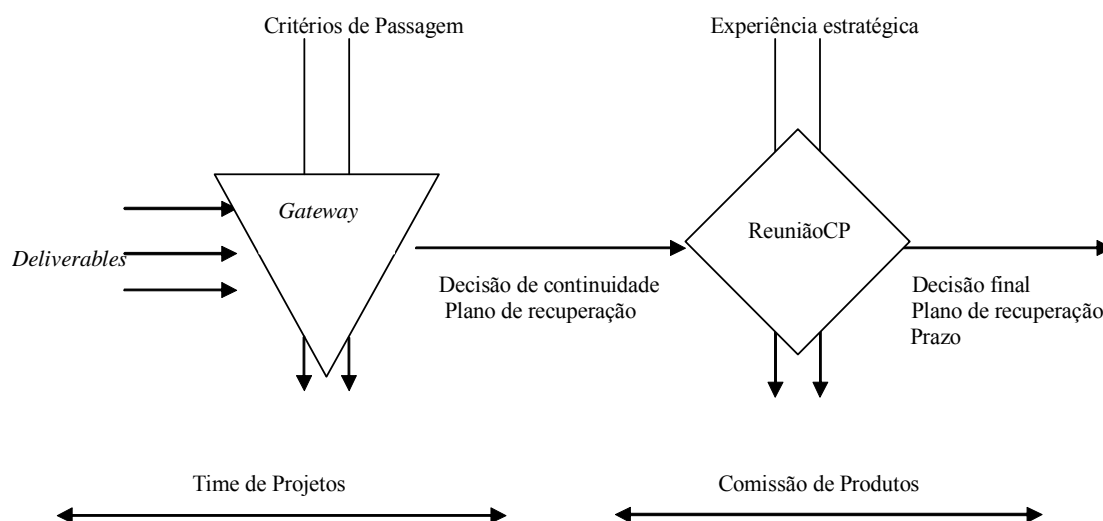 Critérios de Passagem
Experiência estratégica
Gateway
ReuniãoCP
Deliverables
Decisão de continuidade
Plano de recuperação
Decisão final
Plano de recuperação
Prazo
Time de Projetos
Comissão de Produtos